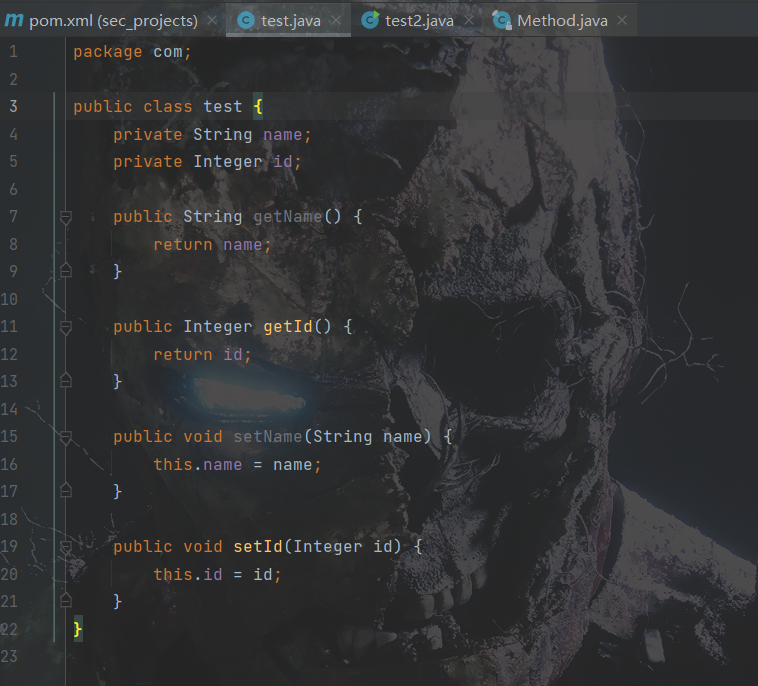 pom.xml (sec_projects) test.java test2.java Method.java
1 package com;
2
3 public class test {
4 private String name;
5 private Integer id;
6
7 public String getName() {
8 return name;
9 }
10
11 public Integer getId() {
12 return id;
13 }
14
15 public void setName(String name) {
16 this.name = name;
17 }
18
19 public void setId(Integer id) {
20 this.id = id;
21 }
22 }
23